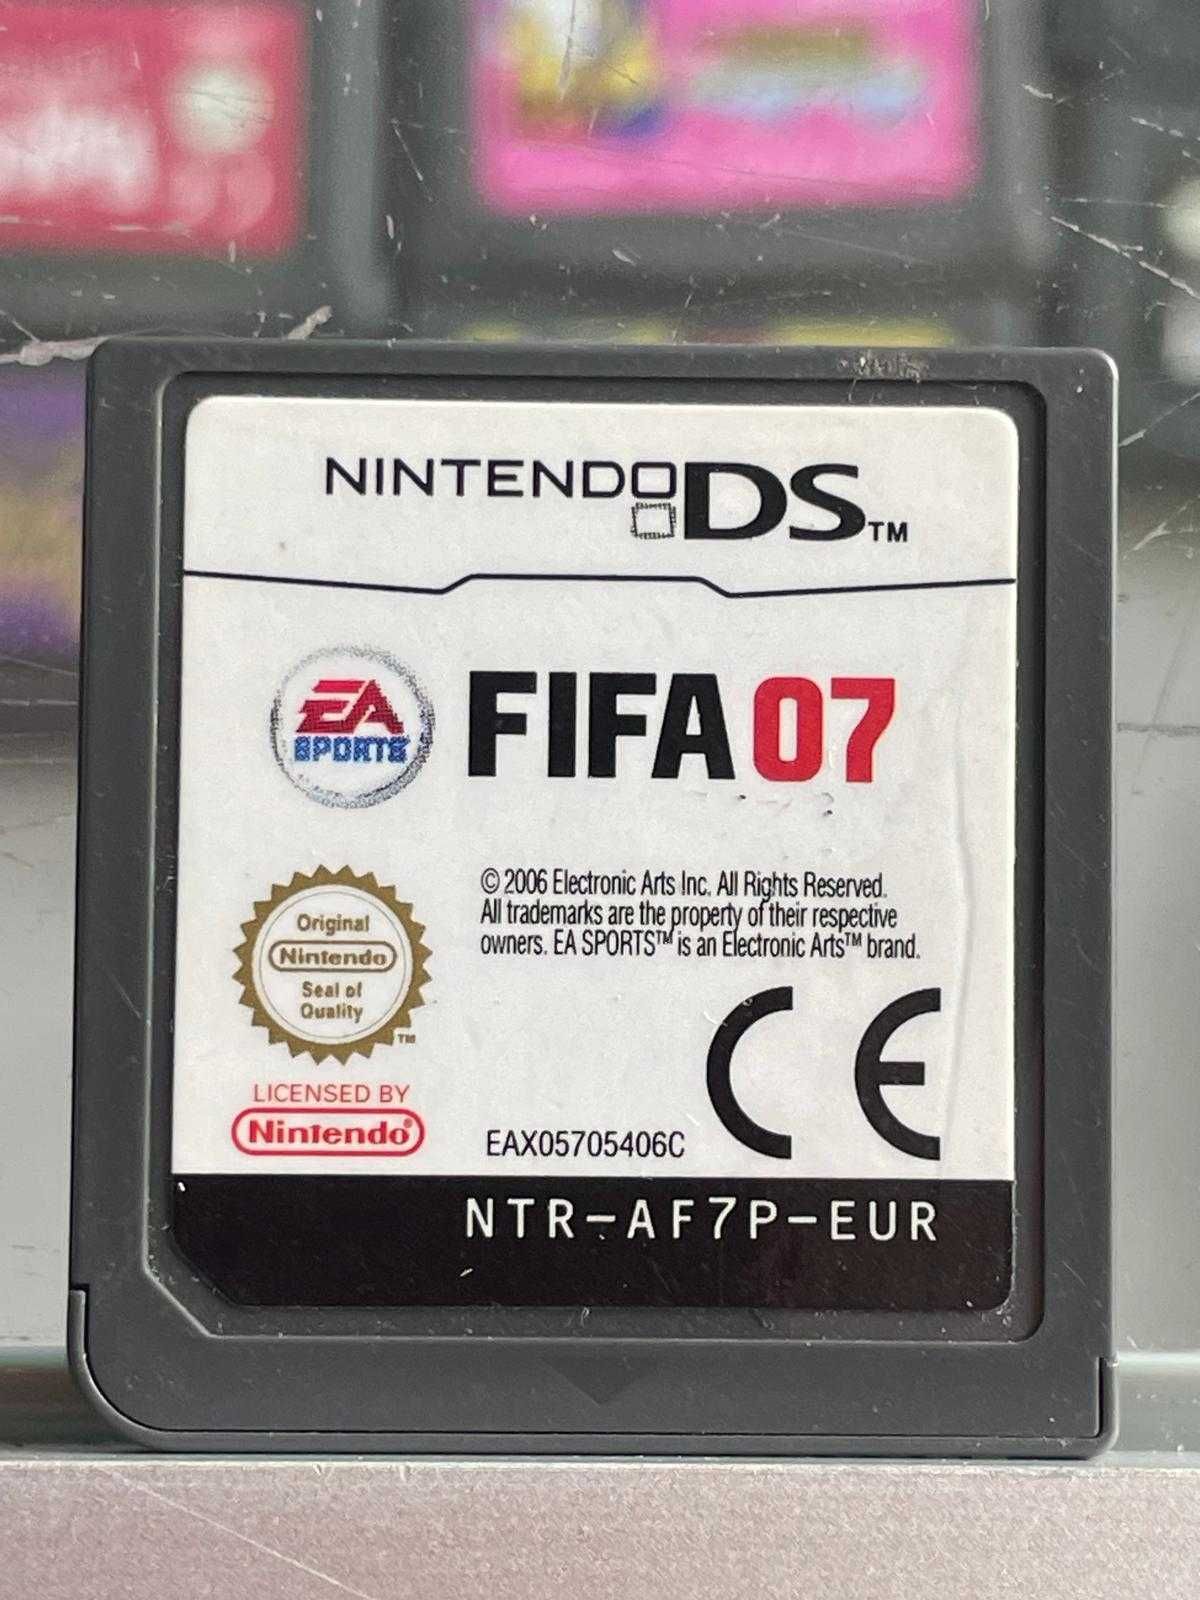 NINTENDO DS™
EA
SPORTS
FIFA 07
© 2006 Electronic Arts Inc. All Rights Reserved.
All trademarks are the property of their respective
owners. EA SPORTS™ is an Electronic Arts™ brand.
Original
Nintendo
Seal of
Quality
™
LICENSED BY
Nintendo®
EAX05705406C
CE
NTR-AF7P-EUR